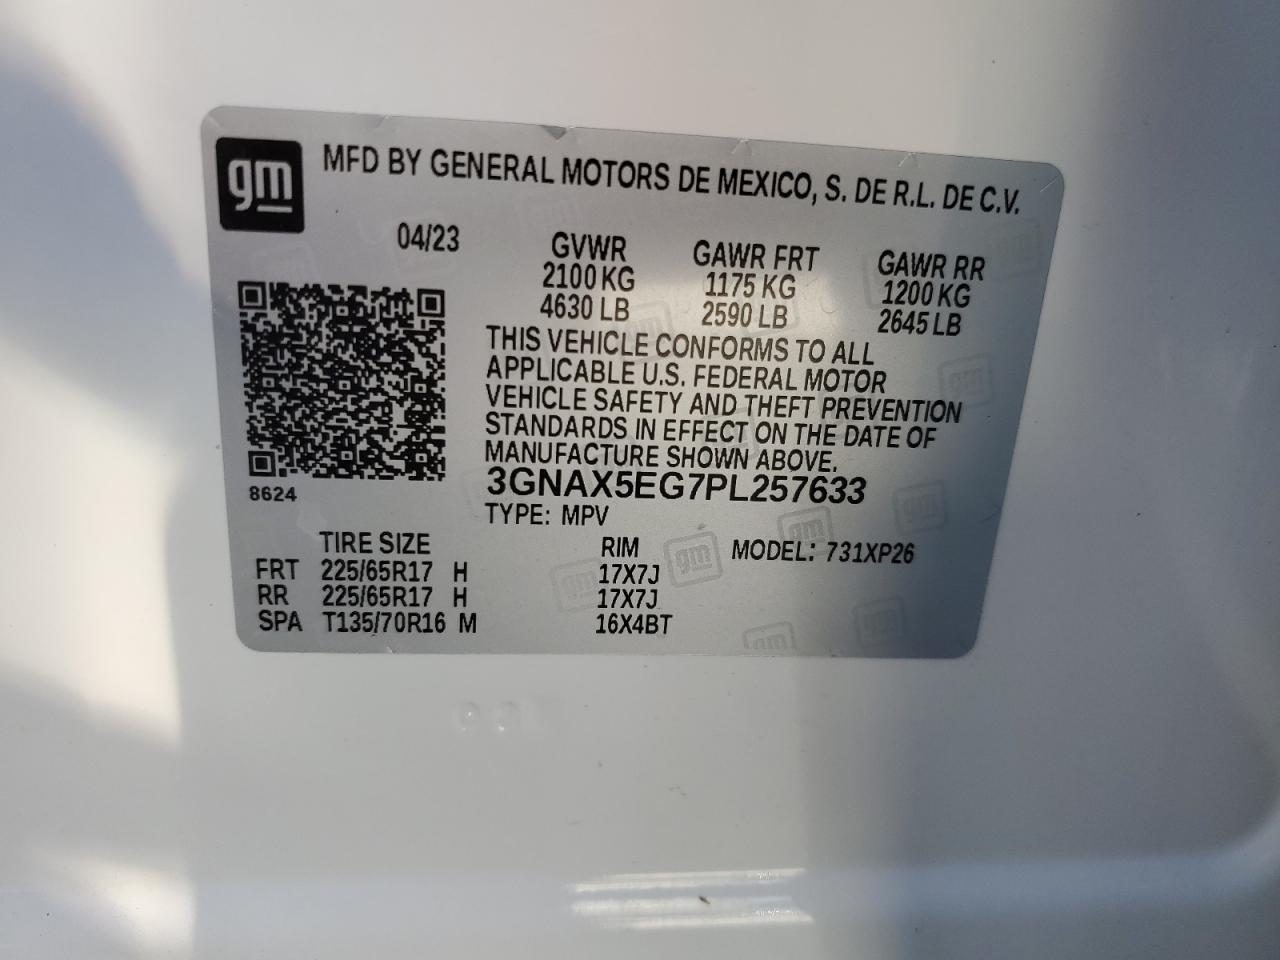 gm
MFD BY GENERAL MOTORS DE MEXICO, S. DE R.L. DE C.V.
04/23
GVWR GAWR FRT GAWR RR
2100 KG 1175 KG 1200 KG
4630 LB 2590 LB 2645 LB
THIS VEHICLE CONFORMS TO ALL
APPLICABLE U.S. FEDERAL MOTOR
VEHICLE SAFETY AND THEFT PREVENTION
STANDARDS IN EFFECT ON THE DATE OF
MANUFACTURE SHOWN ABOVE.
8624
3GNAX5EG7PL257633
TYPE: MPV
TIRE SIZE RIM MODEL: 731XP26
FRT 225/65R17 H 17X7J
RR 225/65R17 H 17X7J
SPA T135/70R16 M 16X4BT